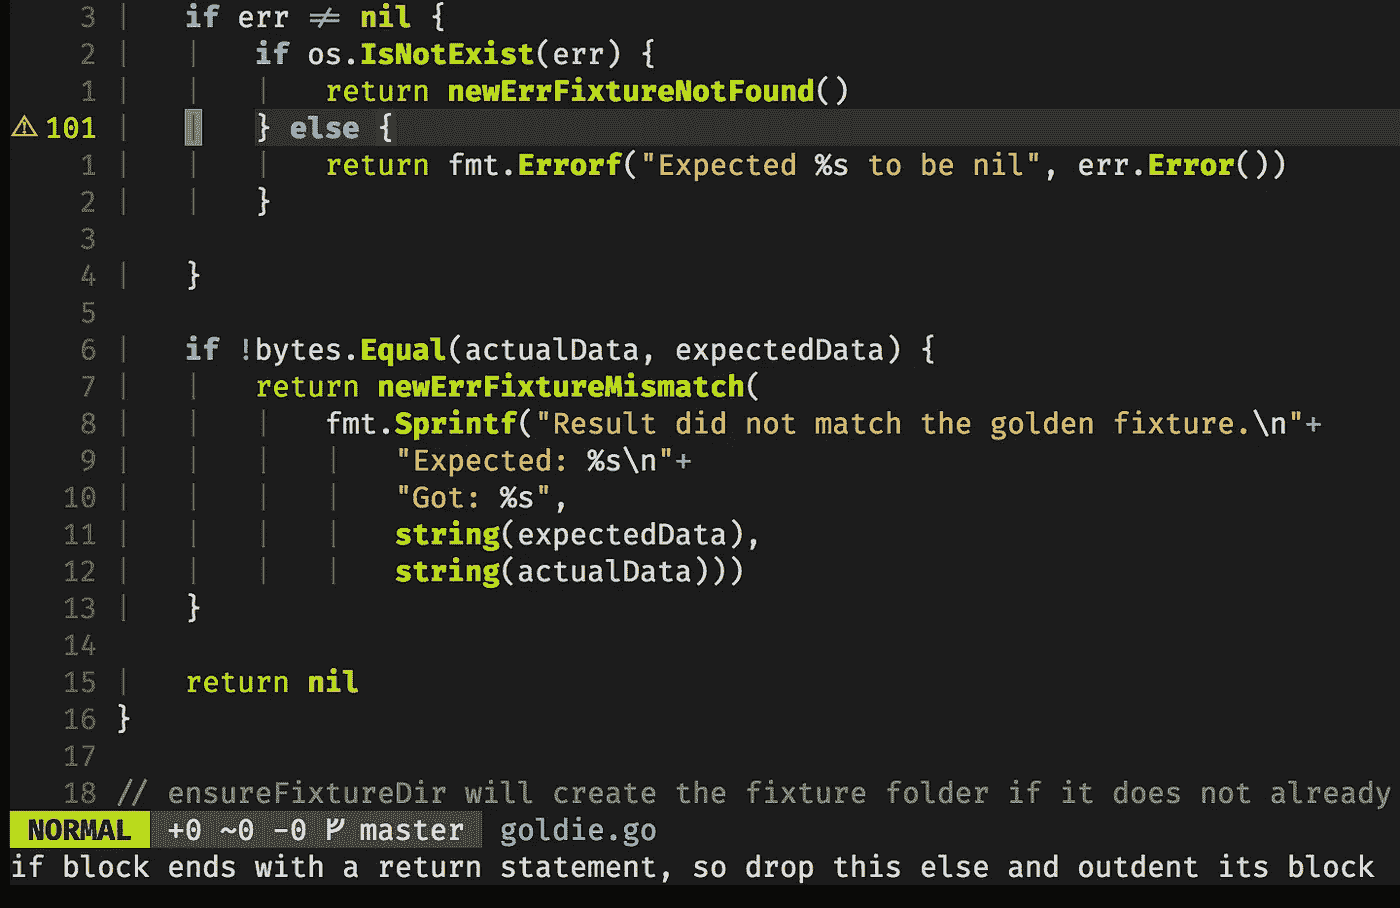 3 | if err ≠ nil {
2 | | if os.IsNotExist(err) {
1 | | | return newErrFixtureNotFound()
⚠ 101 | | } else {
1 | | | return fmt.Errorf("Expected %s to be nil", err.Error())
2 | | }
3
4 | }
5
6 | if !bytes.Equal(actualData, expectedData) {
7 | | return newErrFixtureMismatch(
8 | | | fmt.Sprintf("Result did not match the golden fixture.\n"+
9 | | | | "Expected: %s\n"+
10 | | | | "Got: %s",
11 | | | | string(expectedData),
12 | | | | string(actualData)))
13 | }
14
15 | return nil
16 }
17
18 // ensureFixtureDir will create the fixture folder if it does not already
NORMAL +0 ~0 -0 master goldie.go
if block ends with a return statement, so drop this else and outdent its block